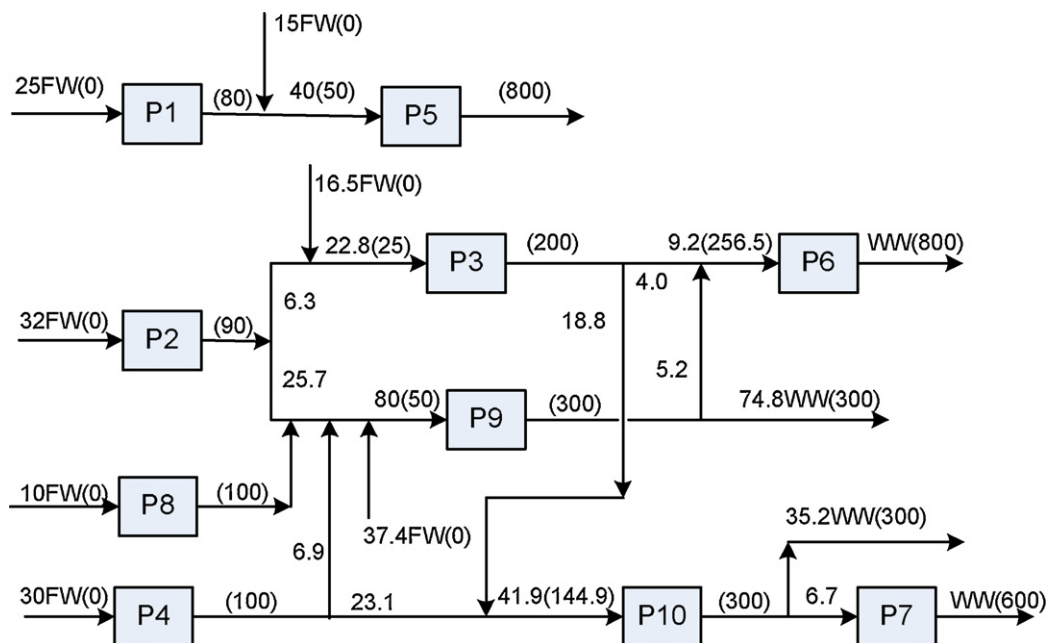 15FW(0)
25FW(0)
P1
(80)
40(50)
P5
(800)
16.5FW(0)
22.8(25)
P3
(200)
9.2(256.5)
P6
WW(800)
6.3
4.0
32FW(0)
P2
(90)
18.8
25.7
5.2
80(50)
P9
(300)
74.8WW(300)
10FW(0)
P8
(100)
37.4FW(0)
35.2WW(300)
6.9
30FW(0)
P4
(100)
23.1
41.9(144.9)
P10
(300)
6.7
P7
WW(600)